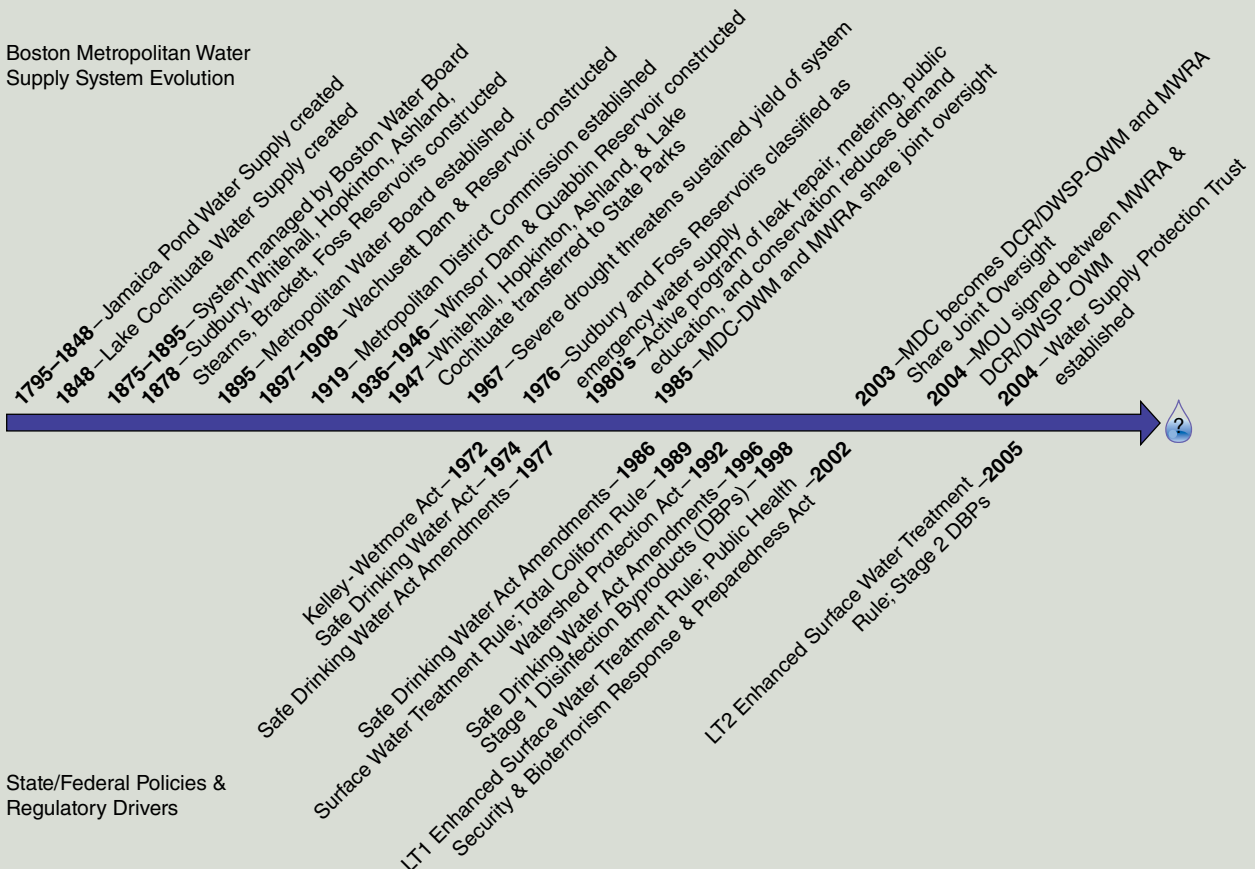 Boston Metropolitan Water
Supply System Evolution
1795–1848 – Jamaica Pond Water Supply created
1848 – Lake Cochituate Water Supply created
1875–1895 – System managed by Boston Water Board
1878 – Sudbury, Whitehall, Hopkinton, Ashland,
Stearns, Brackett, Foss Reservoirs constructed
1895 – Metropolitan Water Board established
1897–1908 – Wachusett Dam & Reservoir constructed
1919 – Metropolitan District Commission established
1936–1946 – Winsor Dam & Quabbin Reservoir constructed
1947 – Whitehall, Hopkinton, Ashland, & Lake
Cochituate transferred to State Parks
1967 – Severe drought threatens sustained yield of system
1976 – Sudbury and Foss Reservoirs classified as
emergency water supply
1980's – Active program of leak repair, metering, public
education, and conservation reduces demand
1985 – MDC-DWM and MWRA share joint oversight
2003 – MDC becomes DCR/DWSP-OWM and MWRA
Share Joint Oversight
2004 – MOU signed between MWRA &
DCR/DWSP- OWM
2004 – Water Supply Protection Trust
established
?
Kelley- Wetmore Act – 1972
Safe Drinking Water Act – 1974
Safe Drinking Water Act Amendments – 1977
Safe Drinking Water Act Amendments – 1986
Surface Water Treatment Rule; Total Coliform Rule – 1989
Watershed Protection Act – 1992
Safe Drinking Water Act Amendments – 1996
Stage 1 Disinfection Byproducts (DBPs) – 1998
LT1 Enhanced Surface Water Treatment Rule; Public Health
Security & Bioterrorism Response & Preparedness Act – 2002
LT2 Enhanced Surface Water Treatment
Rule; Stage 2 DBPs – 2005
State/Federal Policies &
Regulatory Drivers